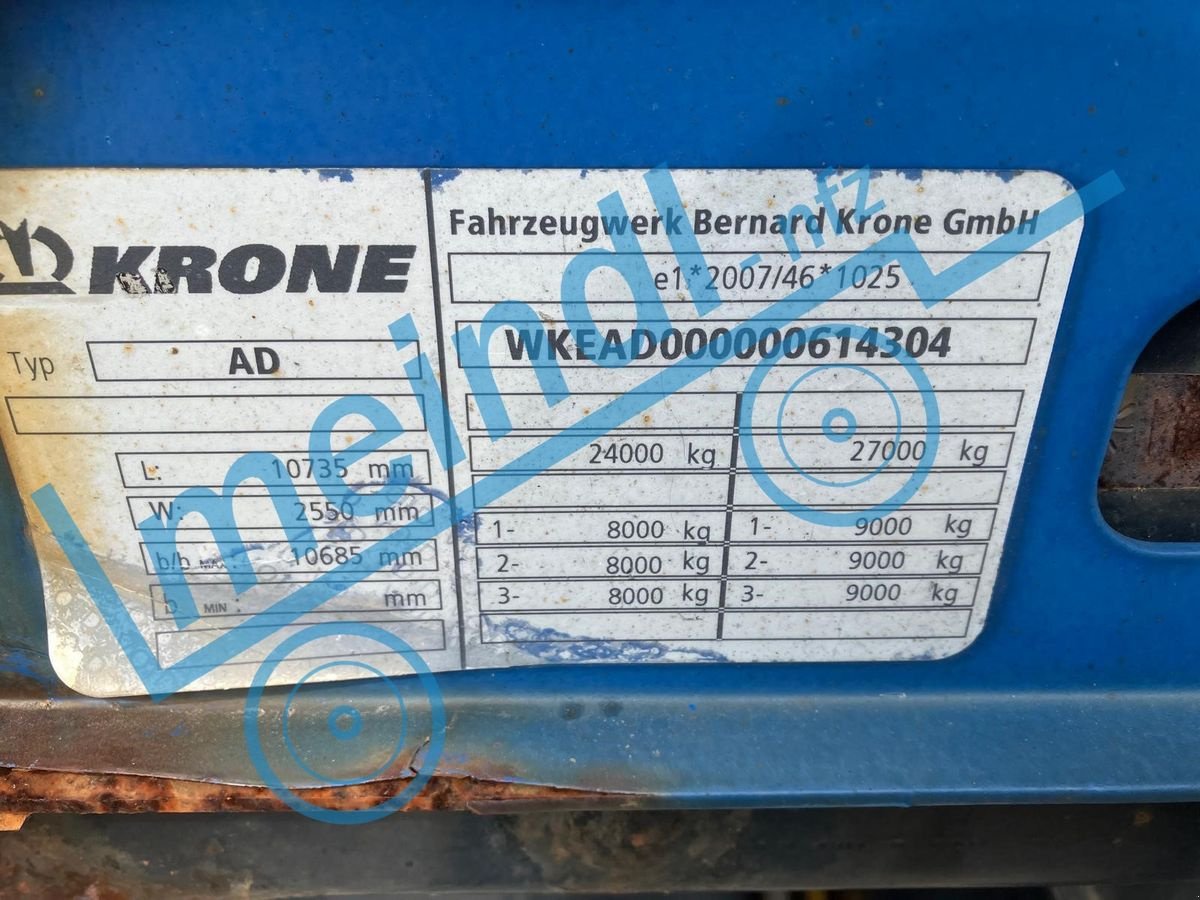 KRONE
Typ AD
L: 10735 mm
W: 2550 mm
b/b MAX : 10685 mm
b MIN : mm
Fahrzeugwerk Bernard Krone GmbH
e1*2007/46*1025
WKEAD000000614304
24000 kg 27000 kg
1- 8000 kg 1- 9000 kg
2- 8000 kg 2- 9000 kg
3- 8000 kg 3- 9000 kg
meindl-nfz